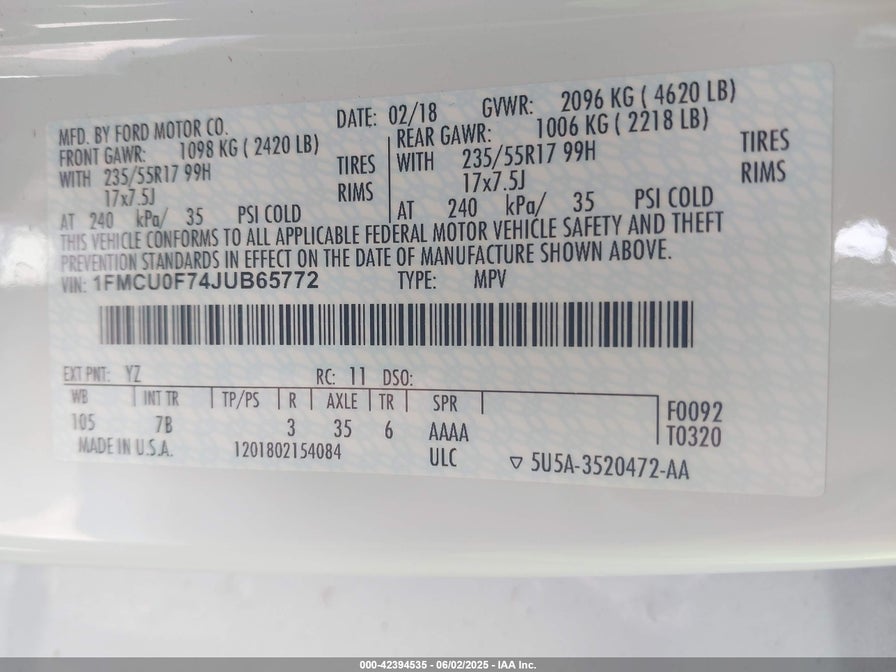 MFD. BY FORD MOTOR CO. DATE: 02/18 GVWR: 2096 KG ( 4620 LB)
FRONT GAWR: 1098 KG ( 2420 LB) REAR GAWR: 1006 KG ( 2218 LB)
WITH 235/55R17 99H TIRES WITH 235/55R17 99H TIRES
17x7.5J RIMS 17x7.5J RIMS
AT 240 kPa/ 35 PSI COLD AT 240 kPa/ 35 PSI COLD
THIS VEHICLE CONFORMS TO ALL APPLICABLE FEDERAL MOTOR VEHICLE SAFETY AND THEFT
PREVENTION STANDARDS IN EFFECT ON THE DATE OF MANUFACTURE SHOWN ABOVE.
VIN: 1FMCU0F74JUB65772 TYPE: MPV
EXT PNT: YZ RC: 11 DSO:
WB INT TR TP/PS R AXLE TR SPR F0092
105 7B 3 35 6 AAAA T0320
MADE IN U.S.A. 1201802154084 ULC ▽ 5U5A-3520472-AA
000-42394535 - 06/02/2025 - IAA Inc.